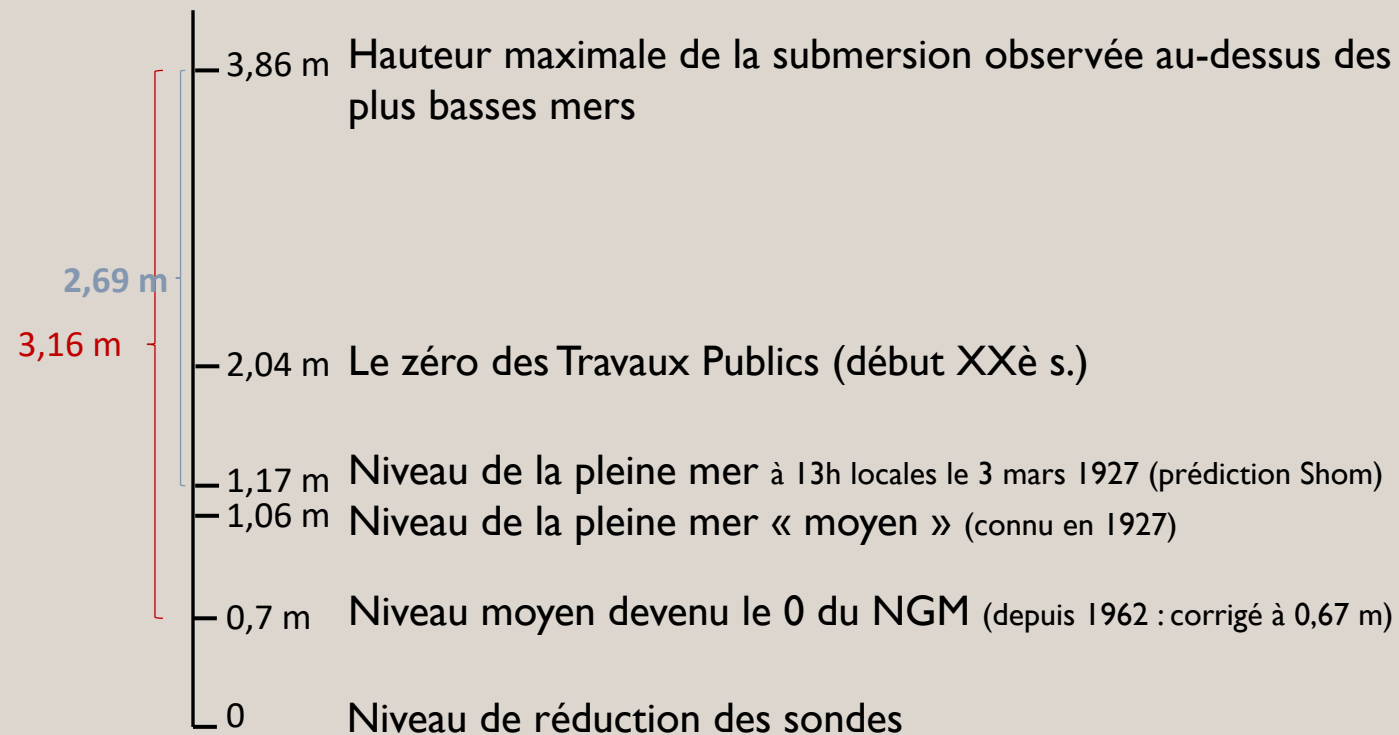 3,86 m Hauteur maximale de la submersion observée au-dessus des
plus basses mers
2,69 m
3,16 m
2,04 m Le zéro des Travaux Publics (début XXè s.)
1,17 m Niveau de la pleine mer à 13h locales le 3 mars 1927 (prédiction Shom)
1,06 m Niveau de la pleine mer « moyen » (connu en 1927)
0,7 m Niveau moyen devenu le 0 du NGM (depuis 1962 : corrigé à 0,67 m)
0 Niveau de réduction des sondes